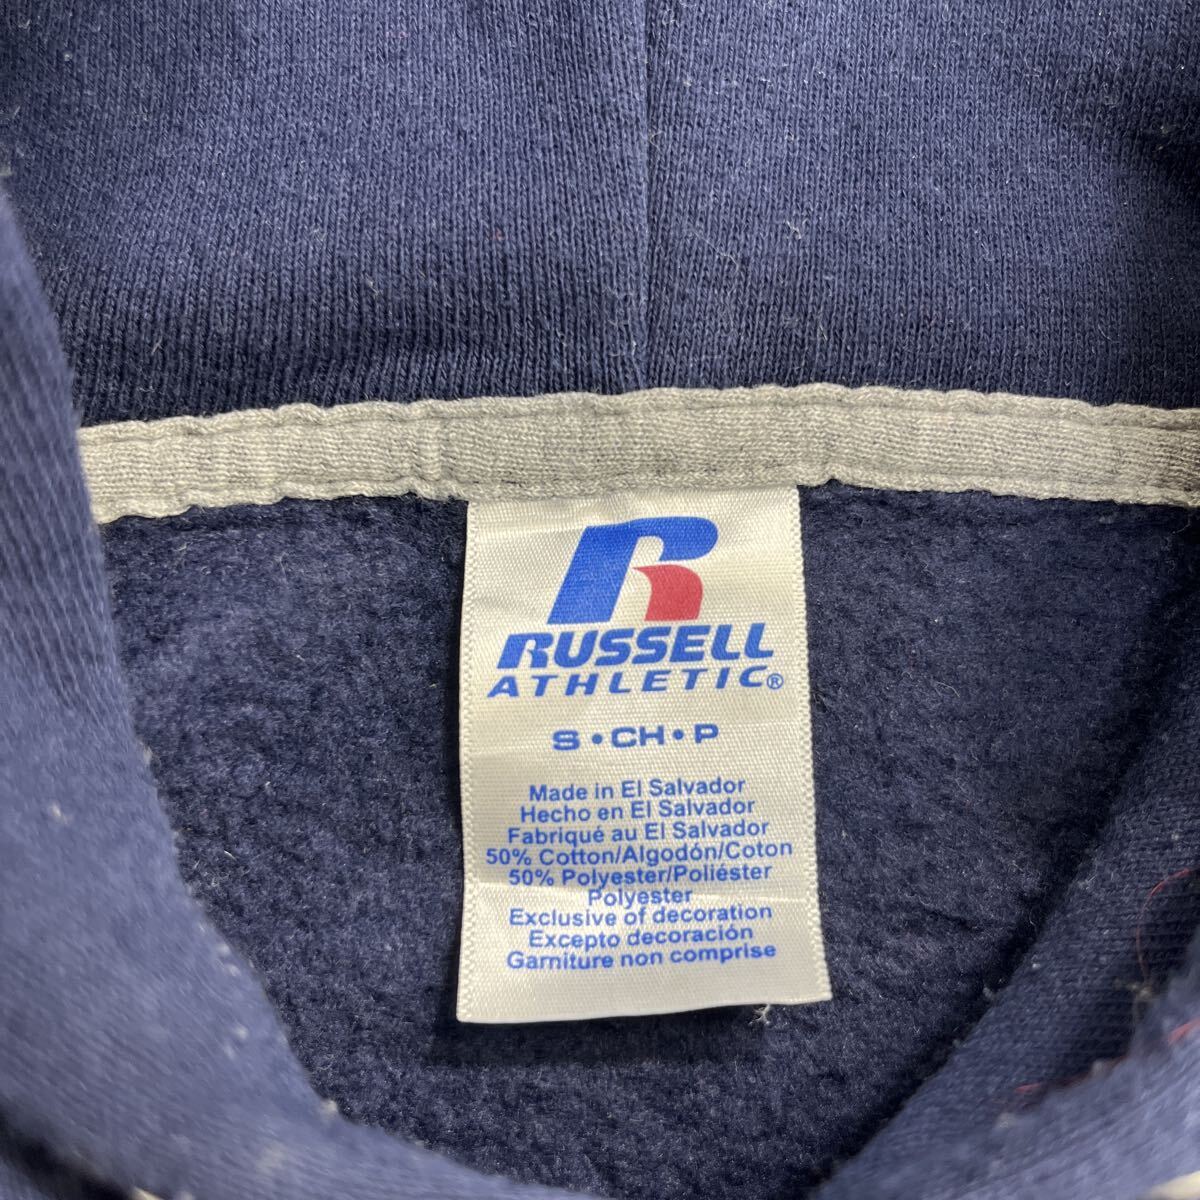 R
RUSSELL
ATHLETIC®
S • CH • P
Made in El Salvador
Hecho en El Salvador
Fabriqué au El Salvador
50% Cotton/Algodón/Coton
50% Polyester/Poliéster
Polyester
Exclusive of decoration
Excepto decoración
Garniture non comprise